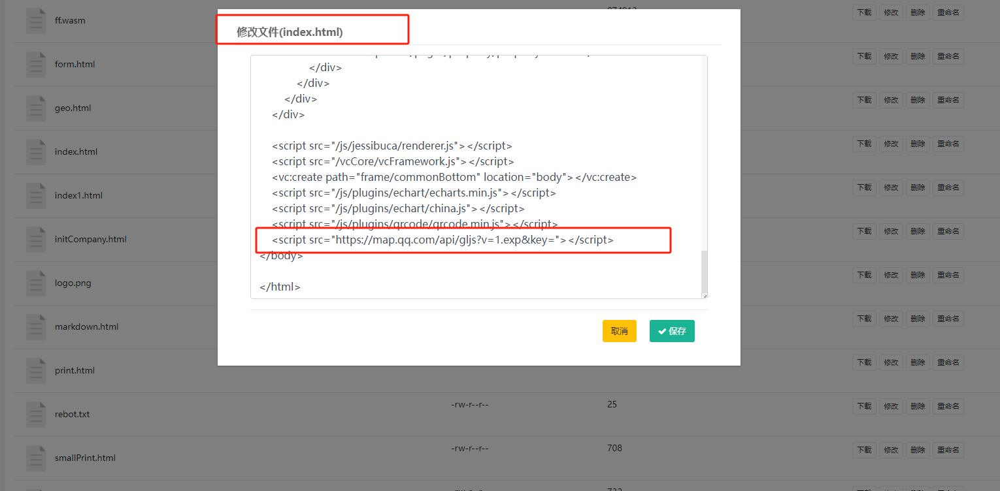 ff.wasm
下载 修改 删除 重命名
修改文件(index.html)
</div>
form.html
下载 修改 删除 重命名
</div>
</div>
geo.html
下载 修改 删除 重命名
</div>
<script src="/js/jessibuca/renderer.js"></script>
index.html
下载 修改 删除 重命名
<script src="/vcCore/vcFramework.js"></script>
<vc:create path="frame/commonBottom" location="body"></vc:create>
index1.html
下载 修改 删除 重命名
<script src="/js/plugins/echart/echarts.min.js"></script>
<script src="/js/plugins/echart/china.js"></script>
<script src="/js/plugins/qrcode/qrcode.min.js"></script>
initCompany.html
下载 修改 删除 重命名
<script src="https://map.qq.com/api/gljs?v=1.exp&key="></script>
</body>
logo.png
下载 修改 删除 重命名
</html>
markdown.html
下载 修改 删除 重命名
取消 保存
print.html
下载 修改 删除 重命名
rebot.txt
-rw-r--r--
25
下载 修改 删除 重命名
smallPrint.html
-rw-r--r--
708
下载 修改 删除 重命名